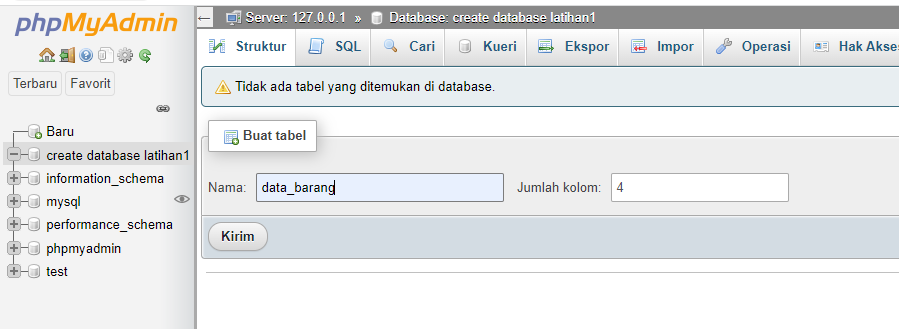 phpMyAdmin
Terbaru Favorit
Baru
create database latihan1
information_schema
mysql
performance_schema
phpmyadmin
test
Server: 127.0.0.1 » Database: create database latihan1
Struktur SQL Cari Kueri Ekspor Impor Operasi Hak Akses
Tidak ada tabel yang ditemukan di database.
Buat tabel
Nama: data_barang Jumlah kolom: 4
Kirim